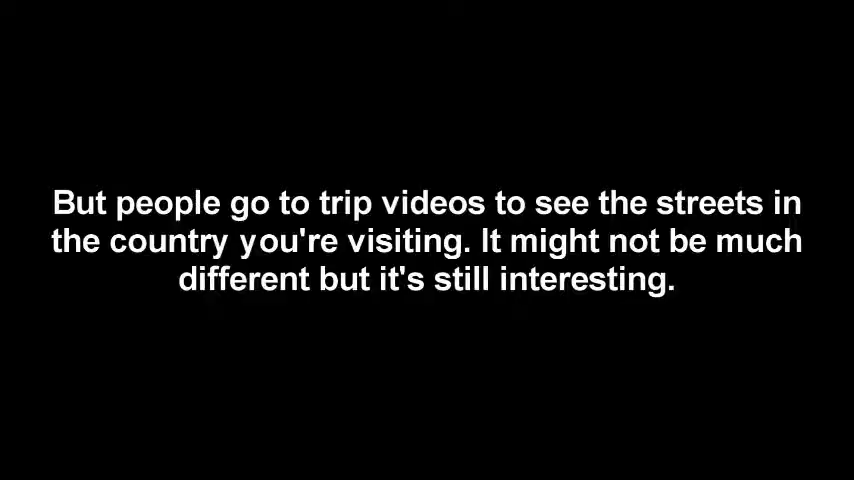 But people go to trip videos to see the streets in
the country you're visiting. It might not be much
different but it's still interesting.